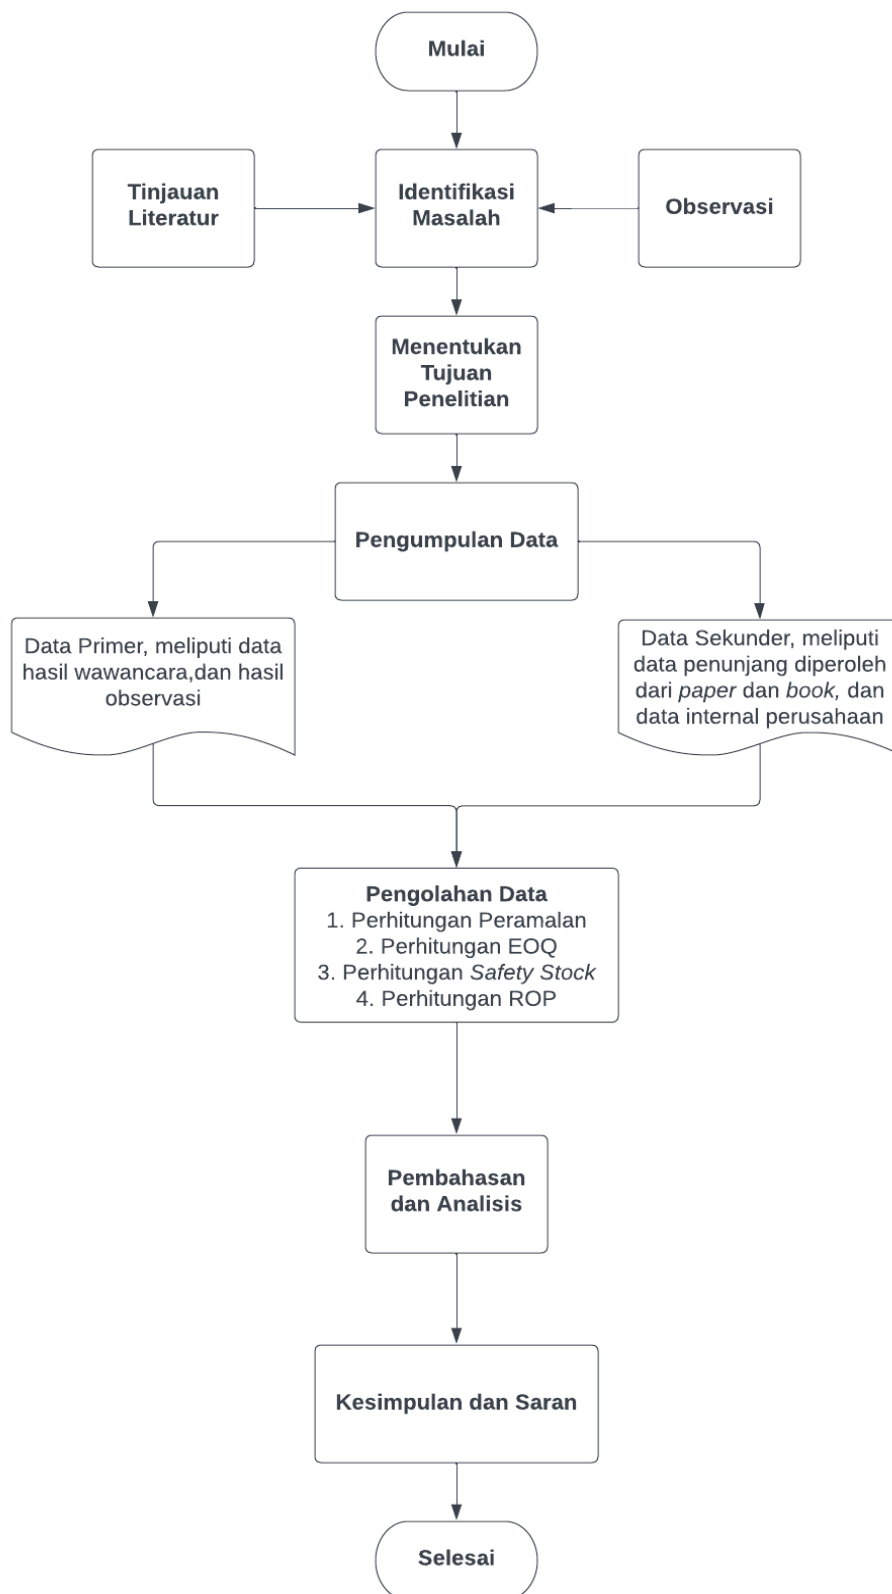 Mulai
Tinjauan
Literatur
Identifikasi
Masalah
Observasi
Menentukan
Tujuan
Penelitian
Pengumpulan Data
Data Primer, meliputi data
hasil wawancara,dan hasil
observasi
Data Sekunder, meliputi
data penunjang diperoleh
dari paper dan book, dan
data internal perusahaan
Pengolahan Data
1. Perhitungan Peramalan
2. Perhitungan EOQ
3. Perhitungan Safety Stock
4. Perhitungan ROP
Pembahasan
dan Analisis
Kesimpulan dan Saran
Selesai